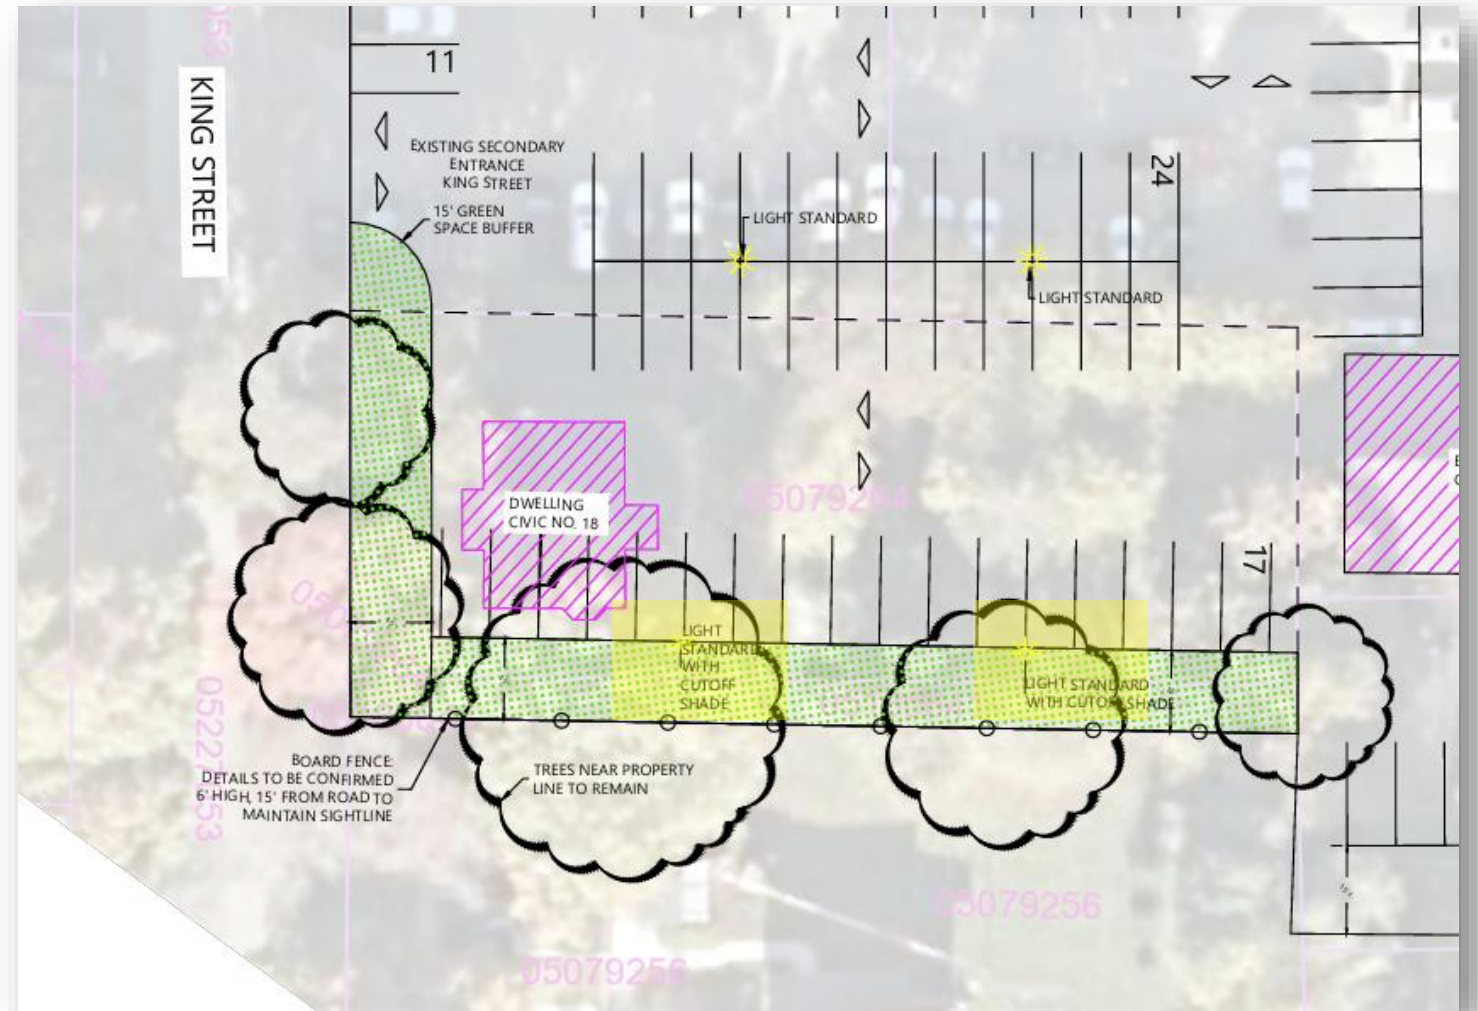 KING STREET
11
EXISTING SECONDARY
ENTRANCE
KING STREET
15' GREEN
SPACE BUFFER
24
LIGHT STANDARD
LIGHT STANDARD
DWELLING
CIVIC NO. 18
17
LIGHT
STANDARD
WITH
CUTOFF
SHADE
LIGHT STANDARD
WITH CUTOFF SHADE
BOARD FENCE:
DETAILS TO BE CONFIRMED
6' HIGH, 15' FROM ROAD TO
MAINTAIN SIGHTLINE
TREES NEAR PROPERTY
LINE TO REMAIN
05079256
05079256